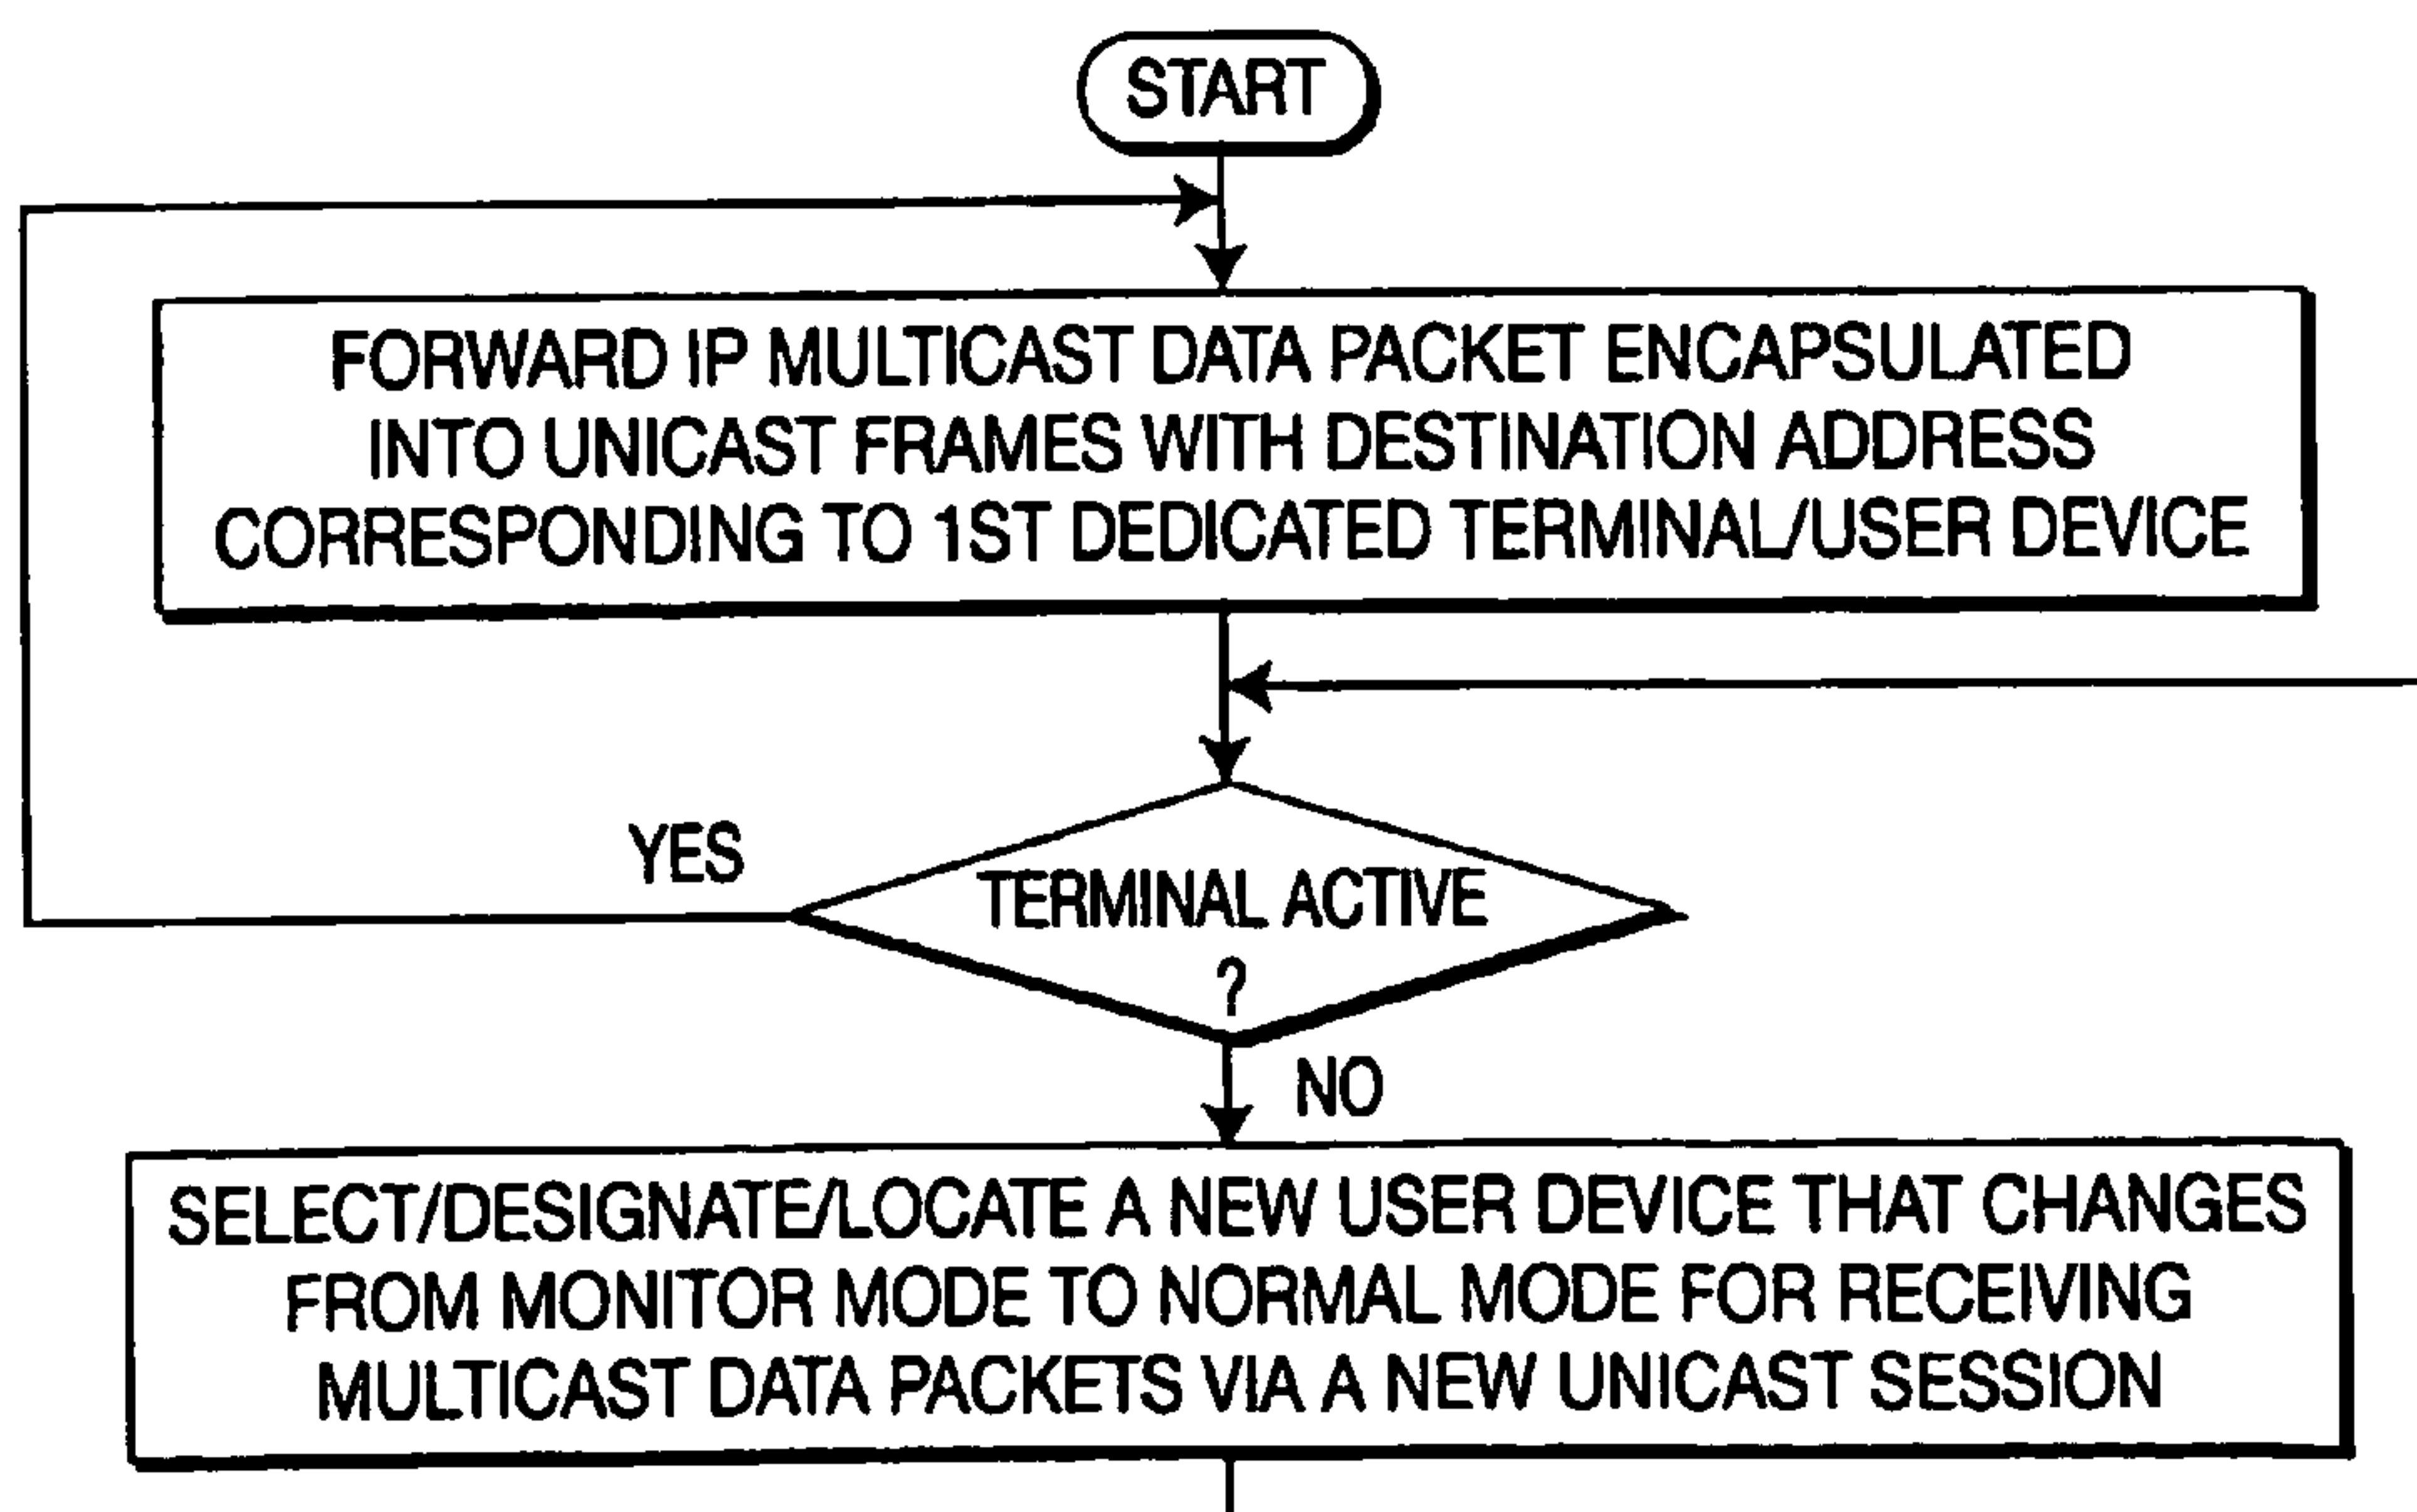 START
FORWARD IP MULTICAST DATA PACKET ENCAPSULATED
INTO UNICAST FRAMES WITH DESTINATION ADDRESS
CORRESPONDING TO 1ST DEDICATED TERMINAL/USER DEVICE
YES
TERMINAL ACTIVE
?
NO
SELECT/DESIGNATE/LOCATE A NEW USER DEVICE THAT CHANGES
FROM MONITOR MODE TO NORMAL MODE FOR RECEIVING
MULTICAST DATA PACKETS VIA A NEW UNICAST SESSION